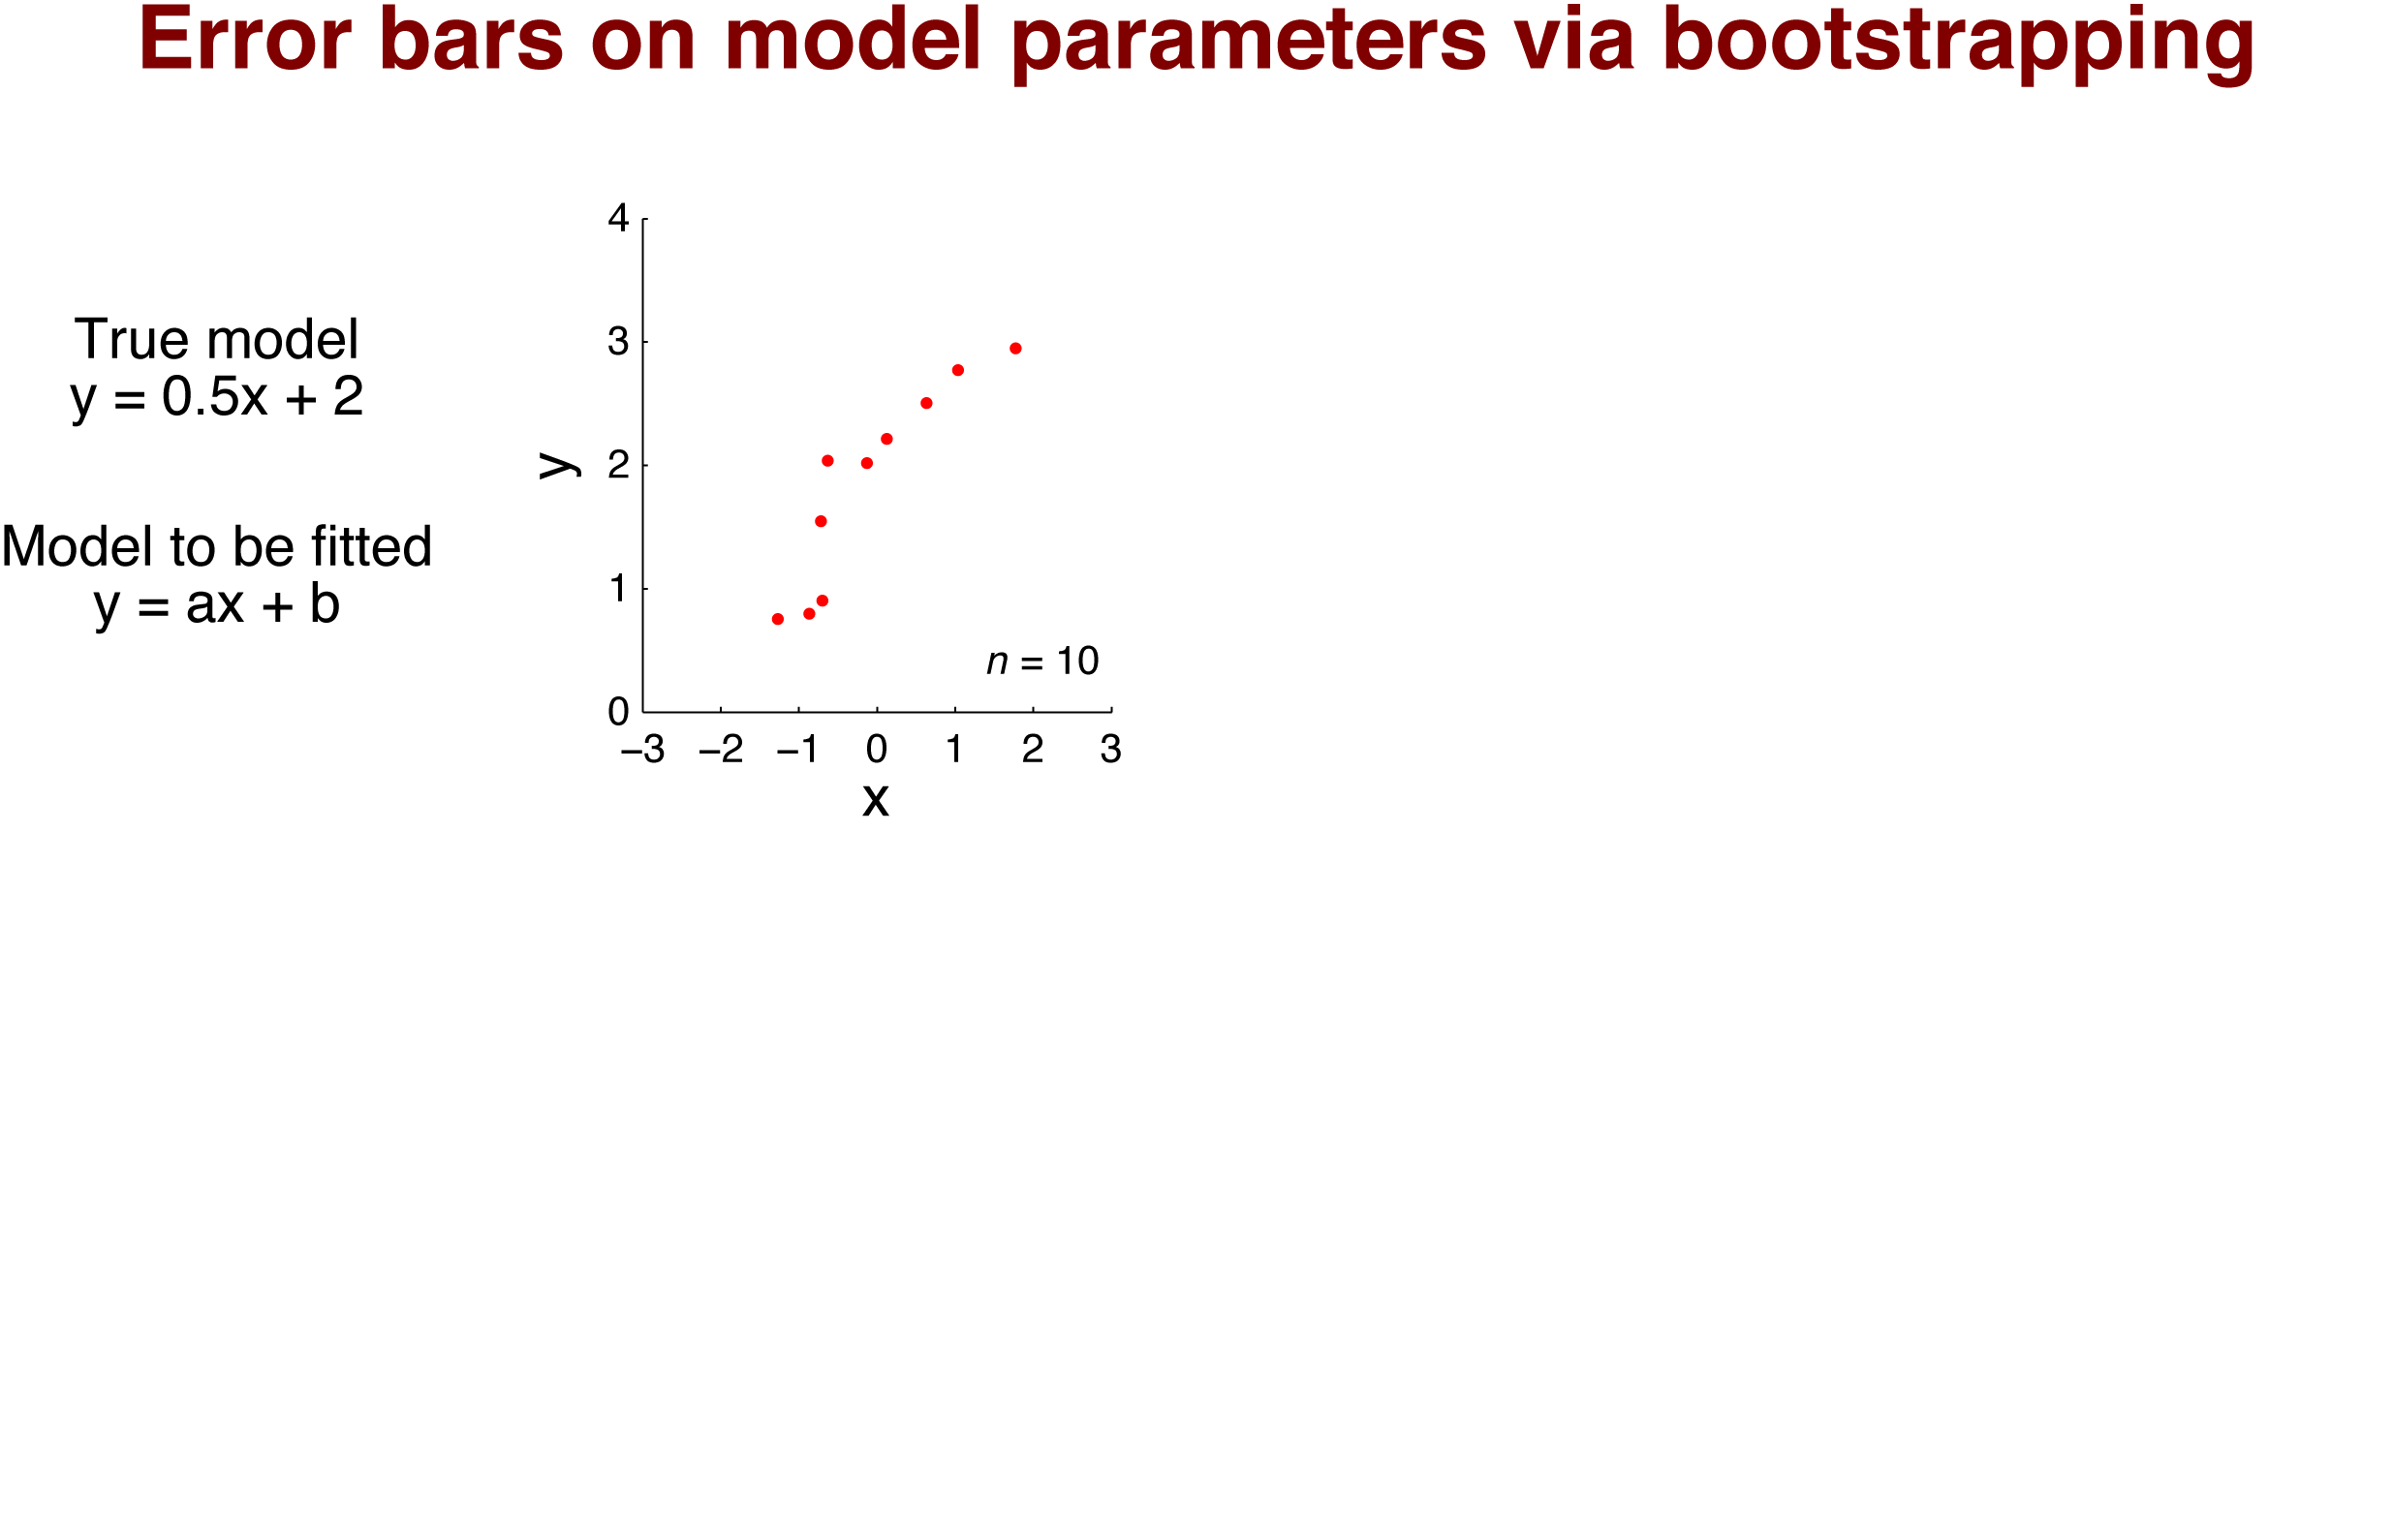 Error bars on model parameters via bootstrapping
True model
y = 0.5x + 2
Model to be fitted
y = ax + b
4
3
2
1
0
y
n = 10
−3 −2 −1 0 1 2 3
x